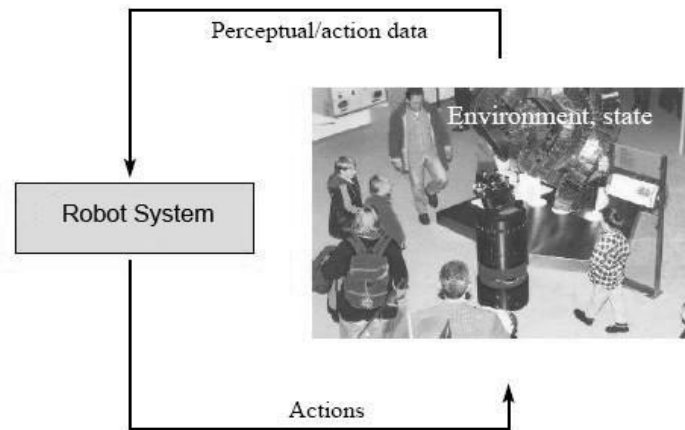 Perceptual/action data
Environment, state
Robot System
Actions